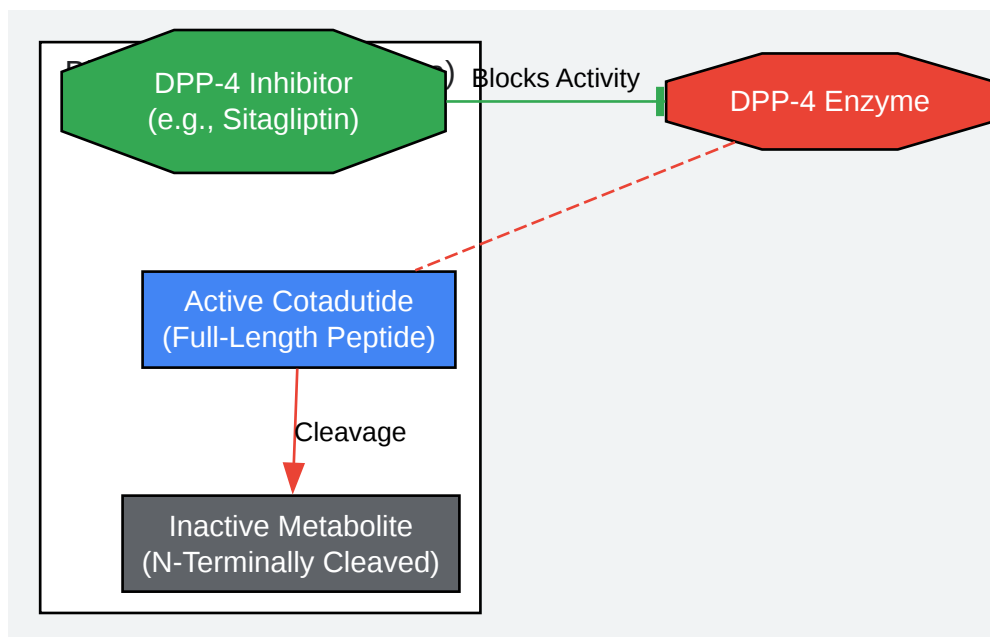 DPP-4 Inhibitor
(e.g., Sitagliptin)
Blocks Activity
DPP-4 Enzyme
Active Cotadutide
(Full-Length Peptide)
Cleavage
Inactive Metabolite
(N-Terminally Cleaved)